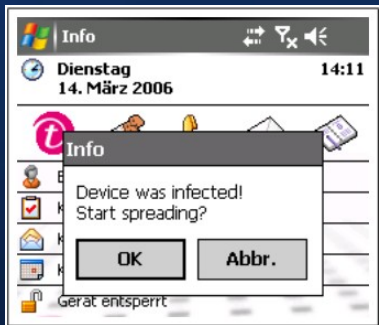 Info
Dienstag
14:11
14. März 2006
Info
Device was infected!
Start spreading?
OK
Abbr.
Gerät entsperrt